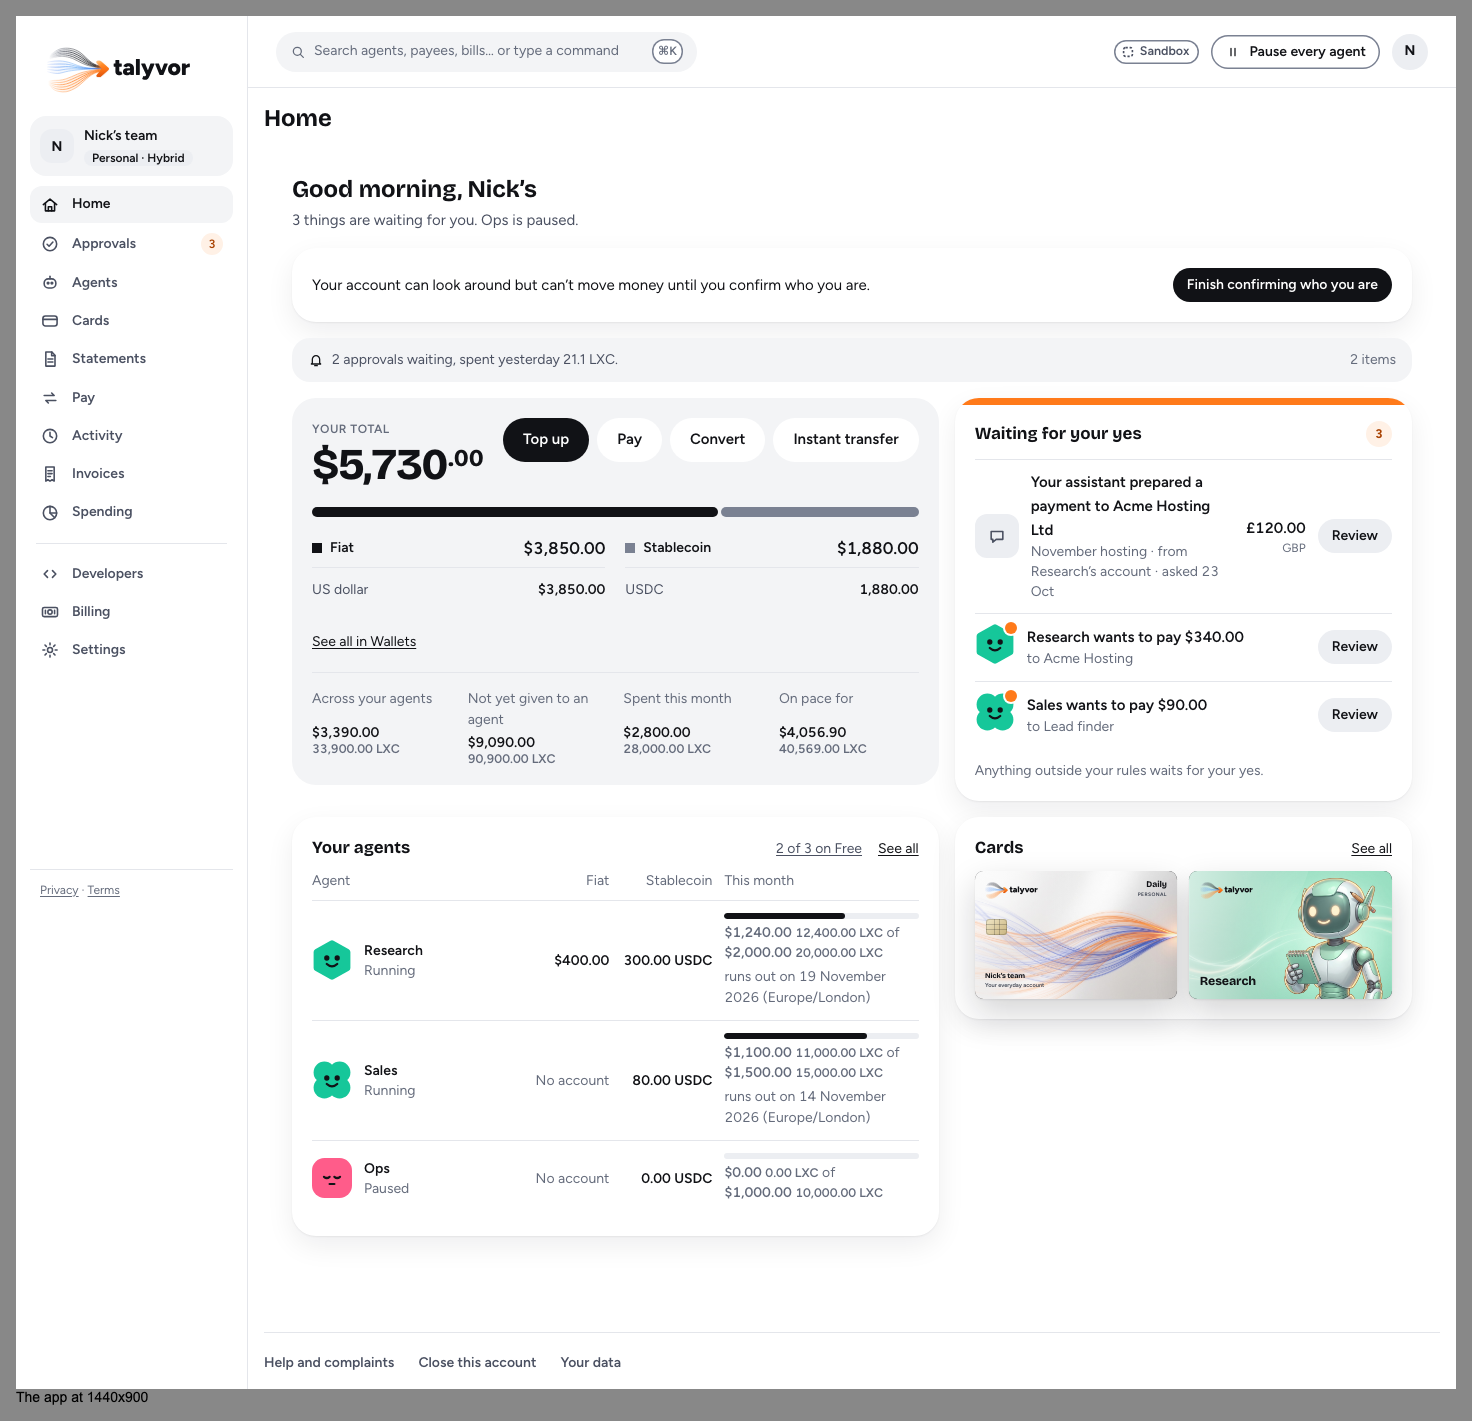 talyvor
Search agents, payees, bills... or type a command
⌘K
Sandbox
Pause every agent
N
N
Nick's team
Personal · Hybrid
Home
Approvals
3
Agents
Cards
Statements
Pay
Activity
Invoices
Spending
Developers
Billing
Settings
Privacy · Terms
Home
Good morning, Nick's
3 things are waiting for you. Ops is paused.
Your account can look around but can't move money until you confirm who you are.
Finish confirming who you are
2 approvals waiting, spent yesterday 21.1 LXC.
2 items
YOUR TOTAL
$5,730.00
Top up
Pay
Convert
Instant transfer
Fiat
$3,850.00
Stablecoin
$1,880.00
US dollar
$3,850.00
USDC
1,880.00
See all in Wallets
Across your agents
$3,390.00
33,900.00 LXC
Not yet given to an
agent
$9,090.00
90,900.00 LXC
Spent this month
$2,800.00
28,000.00 LXC
On pace for
$4,056.90
40,569.00 LXC
Waiting for your yes
3
Your assistant prepared a
payment to Acme Hosting
Ltd
November hosting · from
Research's account · asked 23
Oct
£120.00
GBP
Review
Research wants to pay $340.00
to Acme Hosting
Review
Sales wants to pay $90.00
to Lead finder
Review
Anything outside your rules waits for your yes.
Your agents
2 of 3 on Free
See all
Agent
Fiat
Stablecoin
This month
Research
Running
$400.00
300.00 USDC
$1,240.00 12,400.00 LXC of
$2,000.00 20,000.00 LXC
runs out on 19 November
2026 (Europe/London)
Sales
Running
No account
80.00 USDC
$1,100.00 11,000.00 LXC of
$1,500.00 15,000.00 LXC
runs out on 14 November
2026 (Europe/London)
Ops
Paused
No account
0.00 USDC
$0.00 0.00 LXC of
$1,000.00 10,000.00 LXC
Cards
See all
talyvor
Daily
PERSONAL
Nick's team
Your everyday account
talyvor
Research
Help and complaints
Close this account
Your data
The app at 1440x900